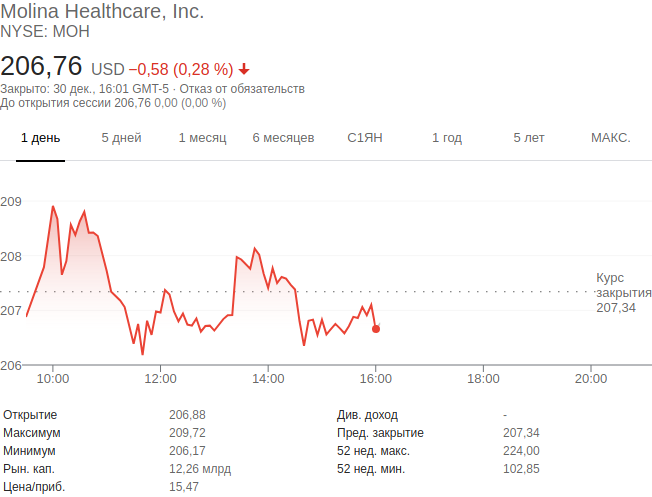 Molina Healthcare, Inc.
NYSE: MOH
206,76 USD −0,58 (0,28 %)
Закрыто: 30 дек., 16:01 GMT-5 · Отказ от обязательств
До открытия сессии 206,76 0,00 (0,00 %)
1 день 5 дней 1 месяц 6 месяцев С1ЯН 1 год 5 лет МАКС.
209
208
Курс
закрытия
207,34
207
206
10:00 12:00 14:00 16:00 18:00 20:00
Открытие 206,88 Див. доход -
Максимум 209,72 Пред. закрытие 207,34
Минимум 206,17 52 нед. макс. 224,00
Рын. кап. 12,26 млрд 52 нед. мин. 102,85
Цена/приб. 15,47